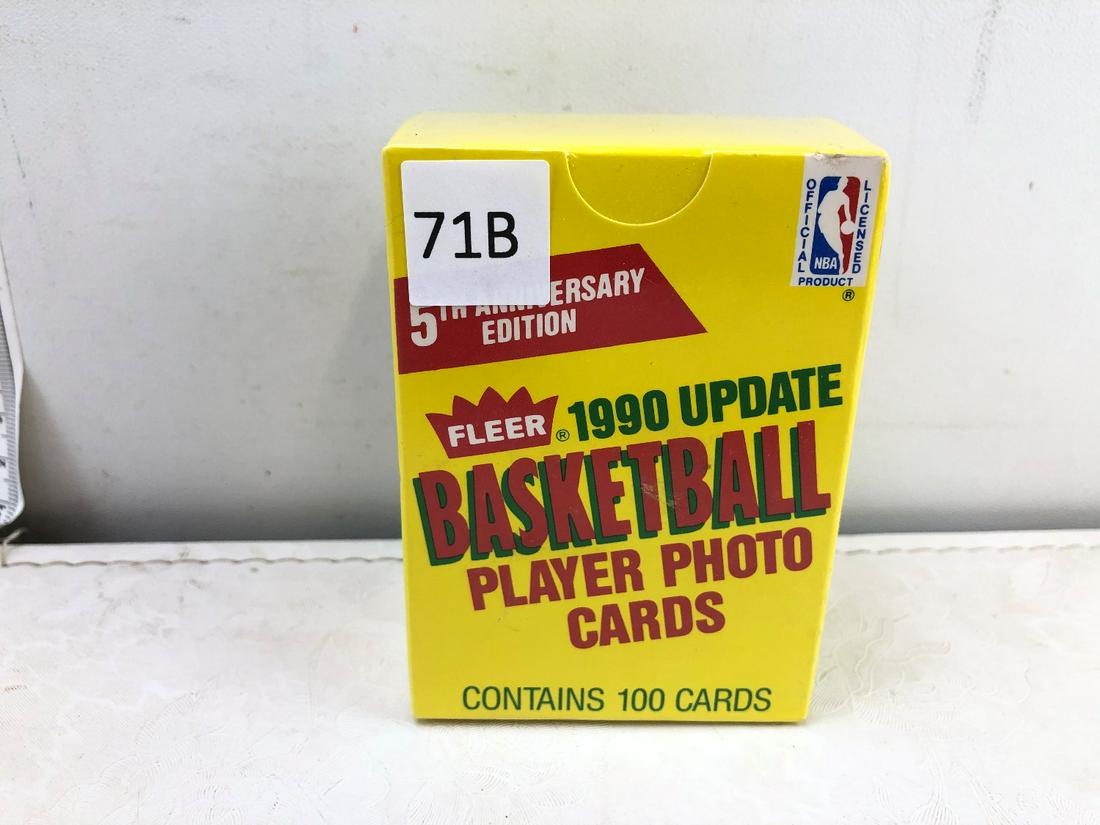 71B
5TH ANNIVERSARY
EDITION
OFFICIAL
LICENSED
NBA
PRODUCT
®
FLEER ® 1990 UPDATE
BASKETBALL
PLAYER PHOTO
CARDS
CONTAINS 100 CARDS